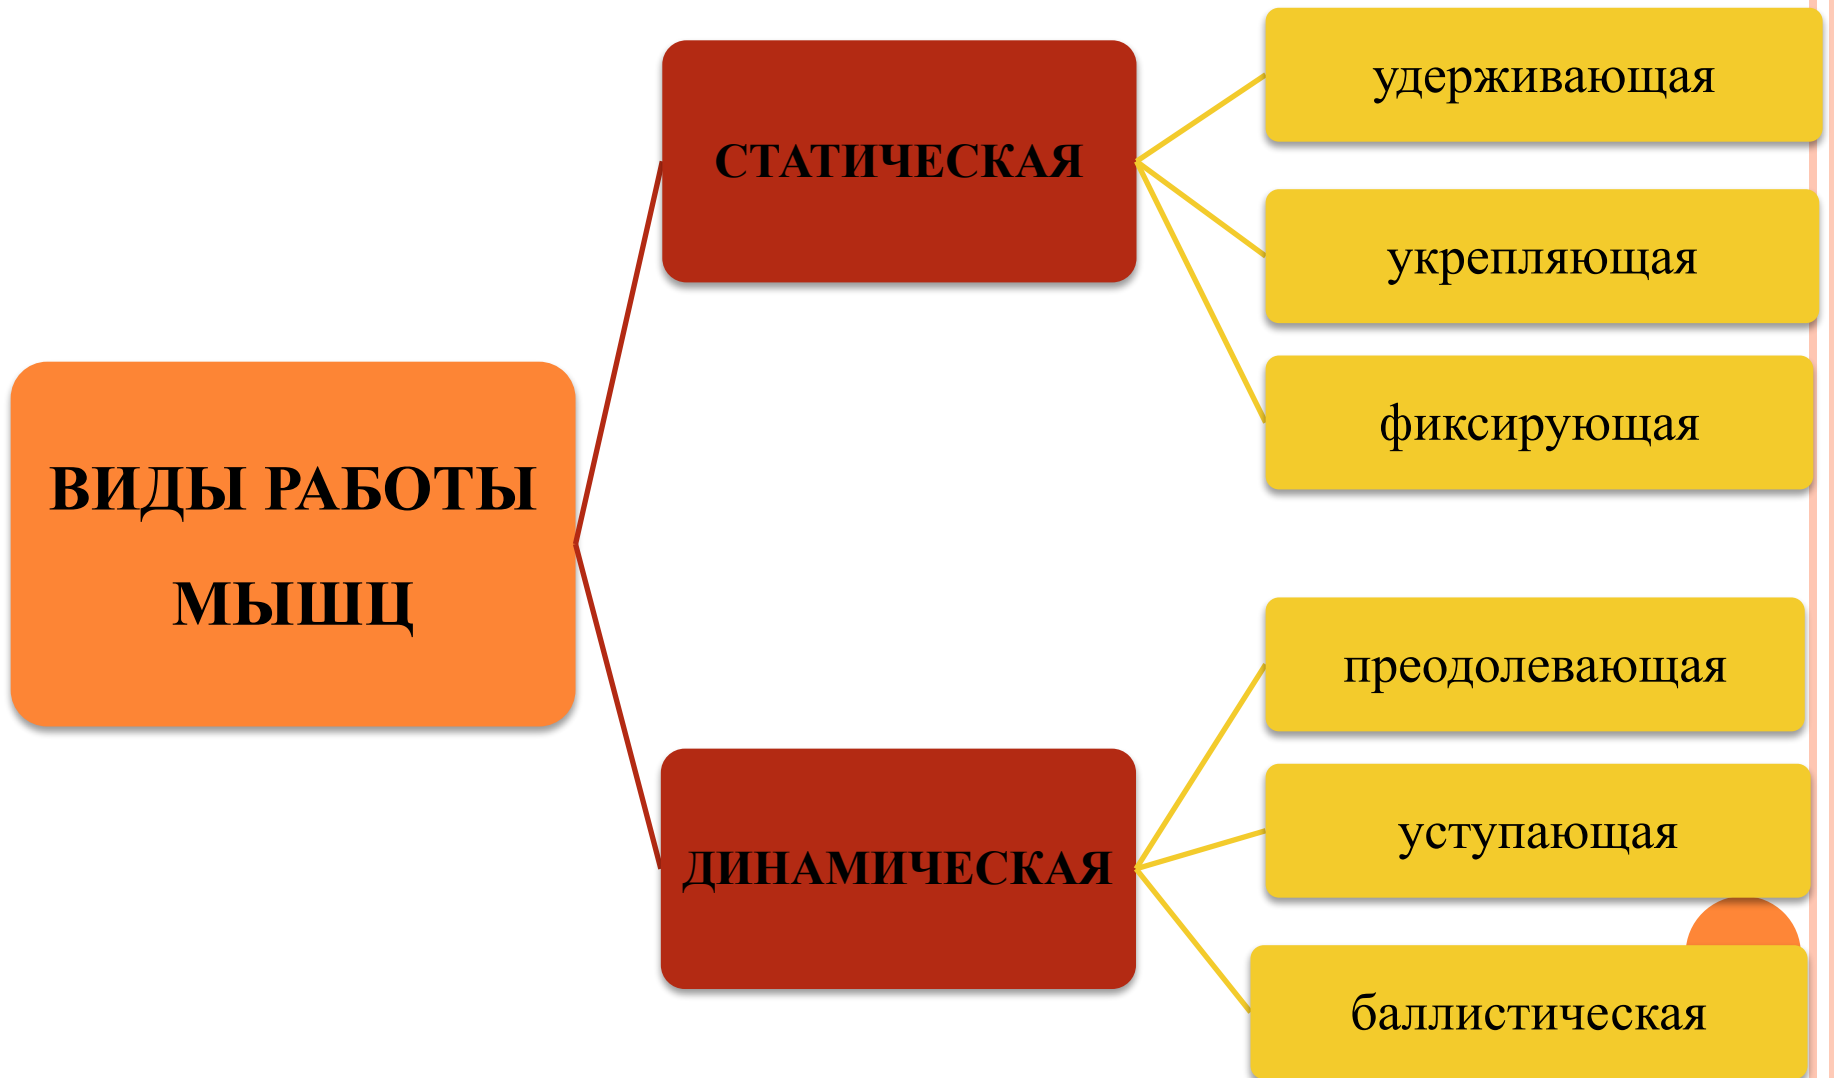 ВИДЫ РАБОТЫ
МЫШЦ
СТАТИЧЕСКАЯ
удерживающая
укрепляющая
фиксирующая
ДИНАМИЧЕСКАЯ
преодолевающая
уступающая
баллистическая